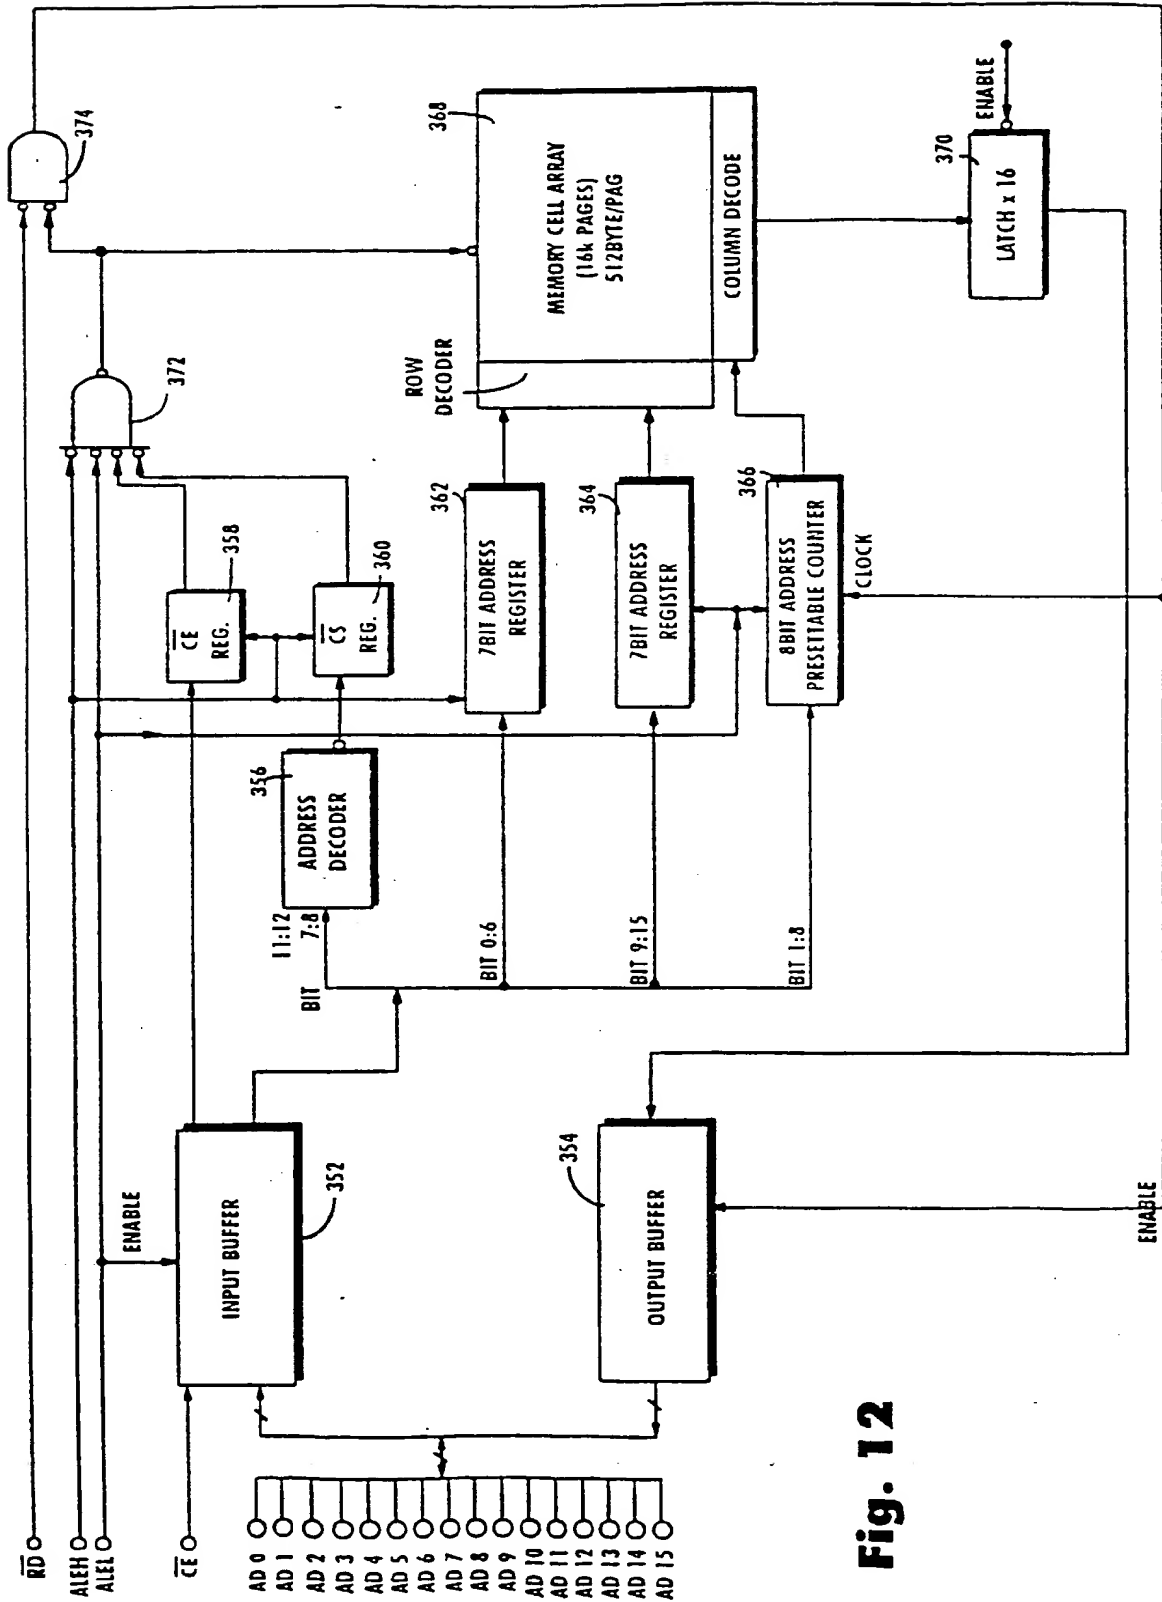 R̅D̅
ALEH
ALEL
C̅E̅
AD 0
AD 1
AD 2
AD 3
AD 4
AD 5
AD 6
AD 7
AD 8
AD 9
AD 10
AD 11
AD 12
AD 13
AD 14
AD 15
ENABLE
INPUT BUFFER
352
OUTPUT BUFFER
354
ENABLE
BIT
11:12
7:8
BIT 0:6
BIT 9:15
BIT 1:8
ADDRESS
DECODER
356
C̅E̅
REG.
358
C̅S̅
REG.
360
7BIT ADDRESS
REGISTER
362
7BIT ADDRESS
REGISTER
364
8BIT ADDRESS
PRESETTABLE COUNTER
366
CLOCK
372
374
ROW
DECODER
MEMORY CELL ARRAY
(16k PAGES)
512BYTE/PAG
368
COLUMN DECODE
LATCH x 16
370
ENABLE
Fig. 12